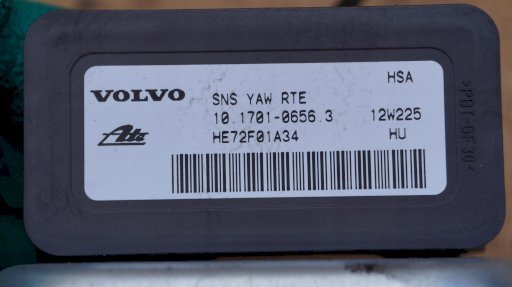 HSA
VOLVO
SNS YAW RTE
10.1701-0656.3 12W225
Ate
HE72F01A34 HU
>PBT-GF30<